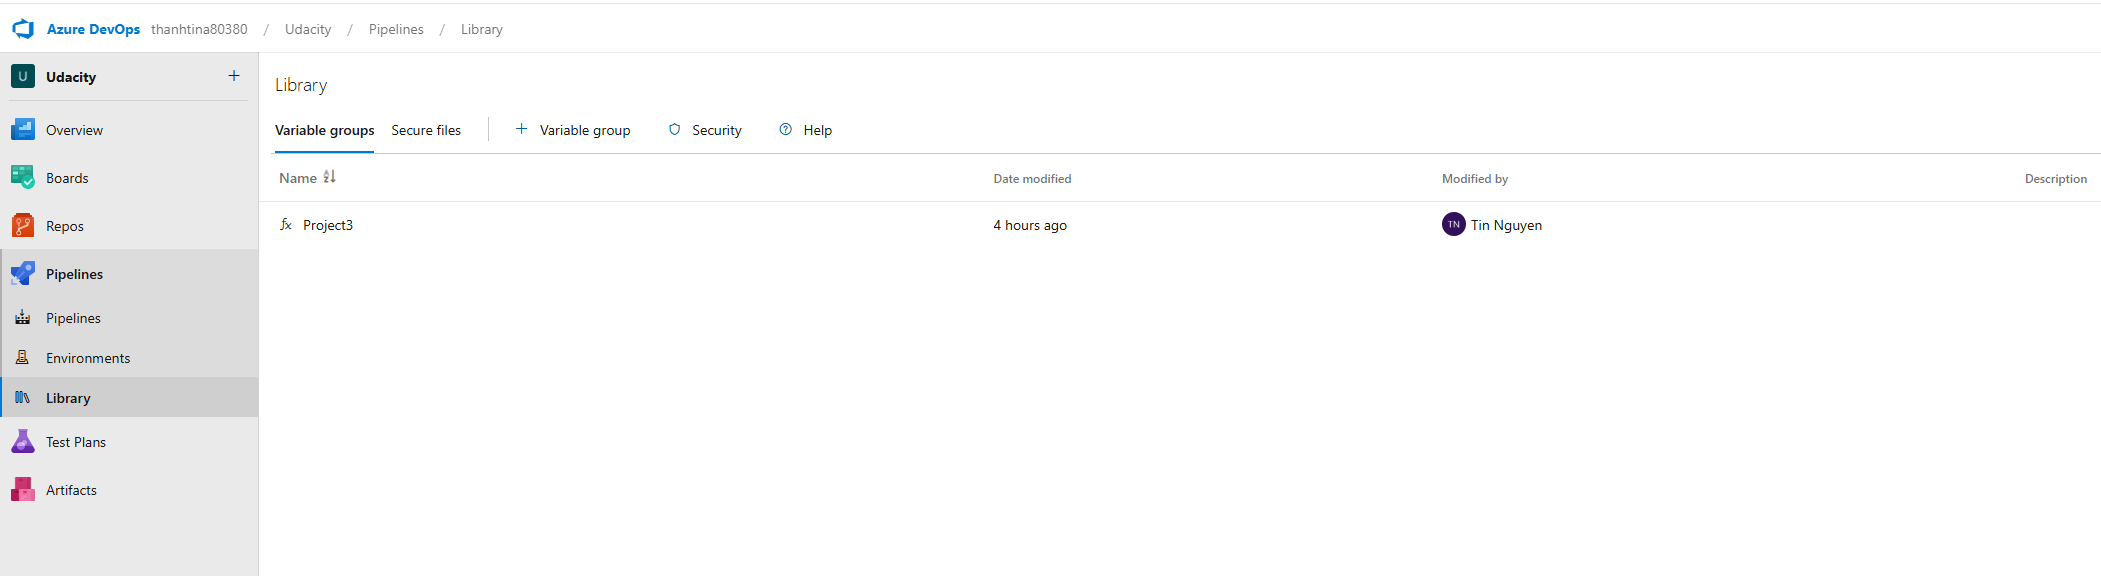 Azure DevOps thanhtina80380 / Udacity / Pipelines / Library
U Udacity +
Overview
Boards
Repos
Pipelines
Pipelines
Environments
Library
Test Plans
Artifacts
Library
Variable groups Secure files + Variable group Security ? Help
Name Date modified Modified by Description
fx Project3 4 hours ago TN Tin Nguyen